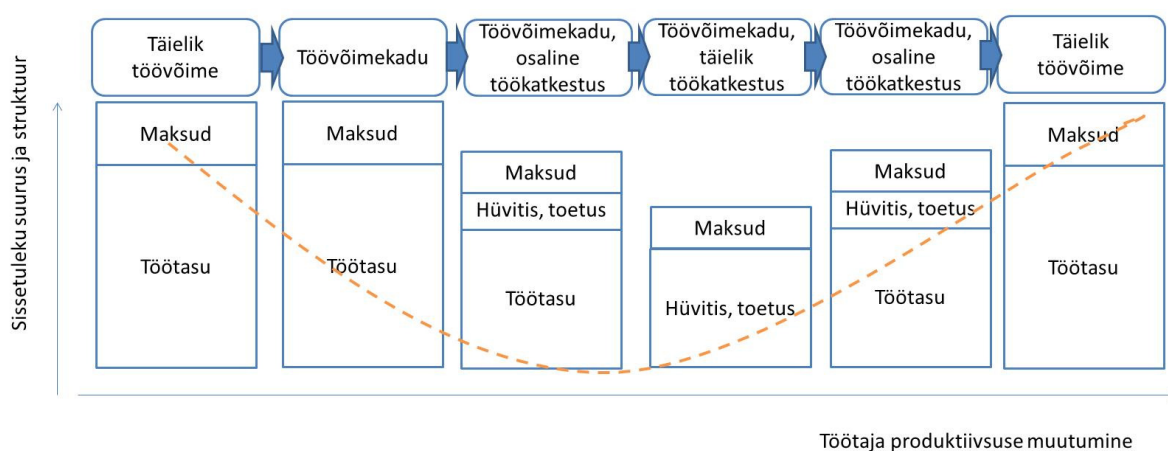 Täielik
töövõime
Töövõimekadu
Töövõimekadu,
osaline
töökatkestus
Töövõimekadu,
täielik
töökatkestus
Töövõimekadu,
osaline
töökatkestus
Täielik
töövõime
Sissetuleku suurus ja struktuur
Maksud
Töötasu
Maksud
Töötasu
Maksud
Hüvitis, toetus
Töötasu
Maksud
Hüvitis, toetus
Maksud
Hüvitis, toetus
Töötasu
Maksud
Töötasu
Töötaja produktiivsuse muutumine